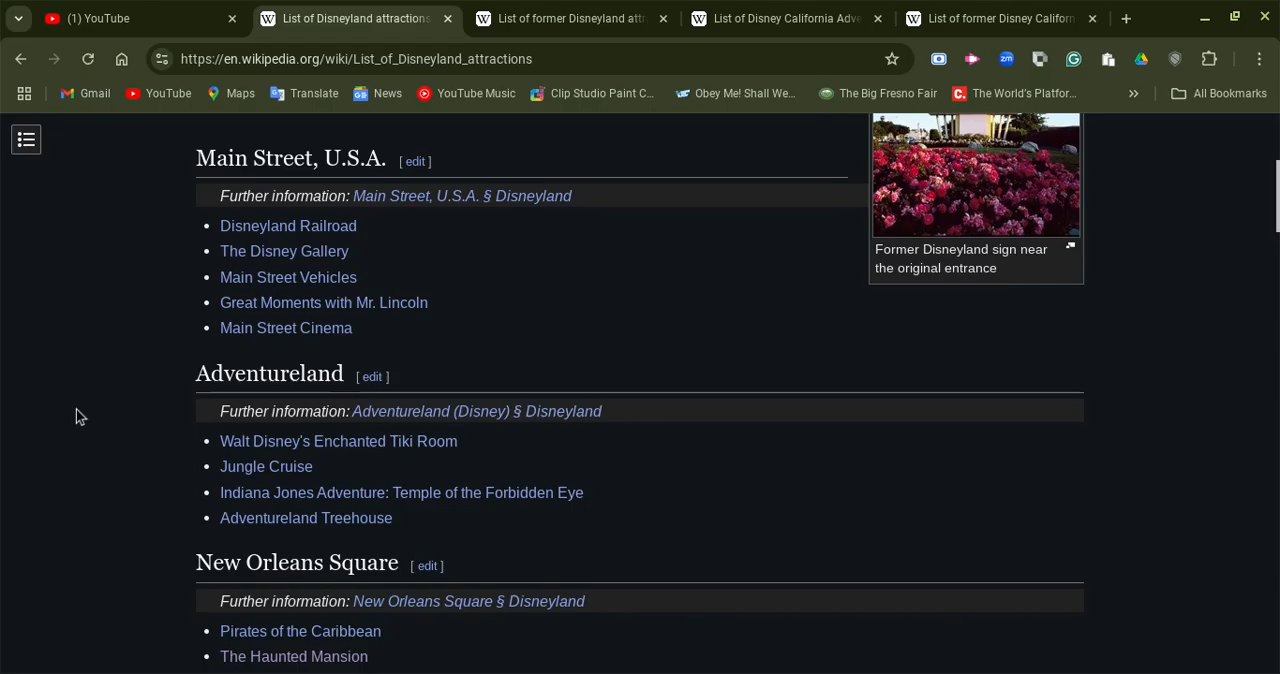 (1) YouTube
List of Disneyland attractions
List of former Disneyland attr
List of Disney California Adve
List of former Disney Californ
https://en.wikipedia.org/wiki/List_of_Disneyland_attractions
Gmail
YouTube
Maps
Translate
News
YouTube Music
Clip Studio Paint C...
Obey Me! Shall We...
The Big Fresno Fair
The World's Platfor...
All Bookmarks
Main Street, U.S.A. [ edit ]
Further information: Main Street, U.S.A. § Disneyland
Disneyland Railroad
The Disney Gallery
Main Street Vehicles
Great Moments with Mr. Lincoln
Main Street Cinema
Former Disneyland sign near
the original entrance
Adventureland [ edit ]
Further information: Adventureland (Disney) § Disneyland
Walt Disney's Enchanted Tiki Room
Jungle Cruise
Indiana Jones Adventure: Temple of the Forbidden Eye
Adventureland Treehouse
New Orleans Square [ edit ]
Further information: New Orleans Square § Disneyland
Pirates of the Caribbean
The Haunted Mansion